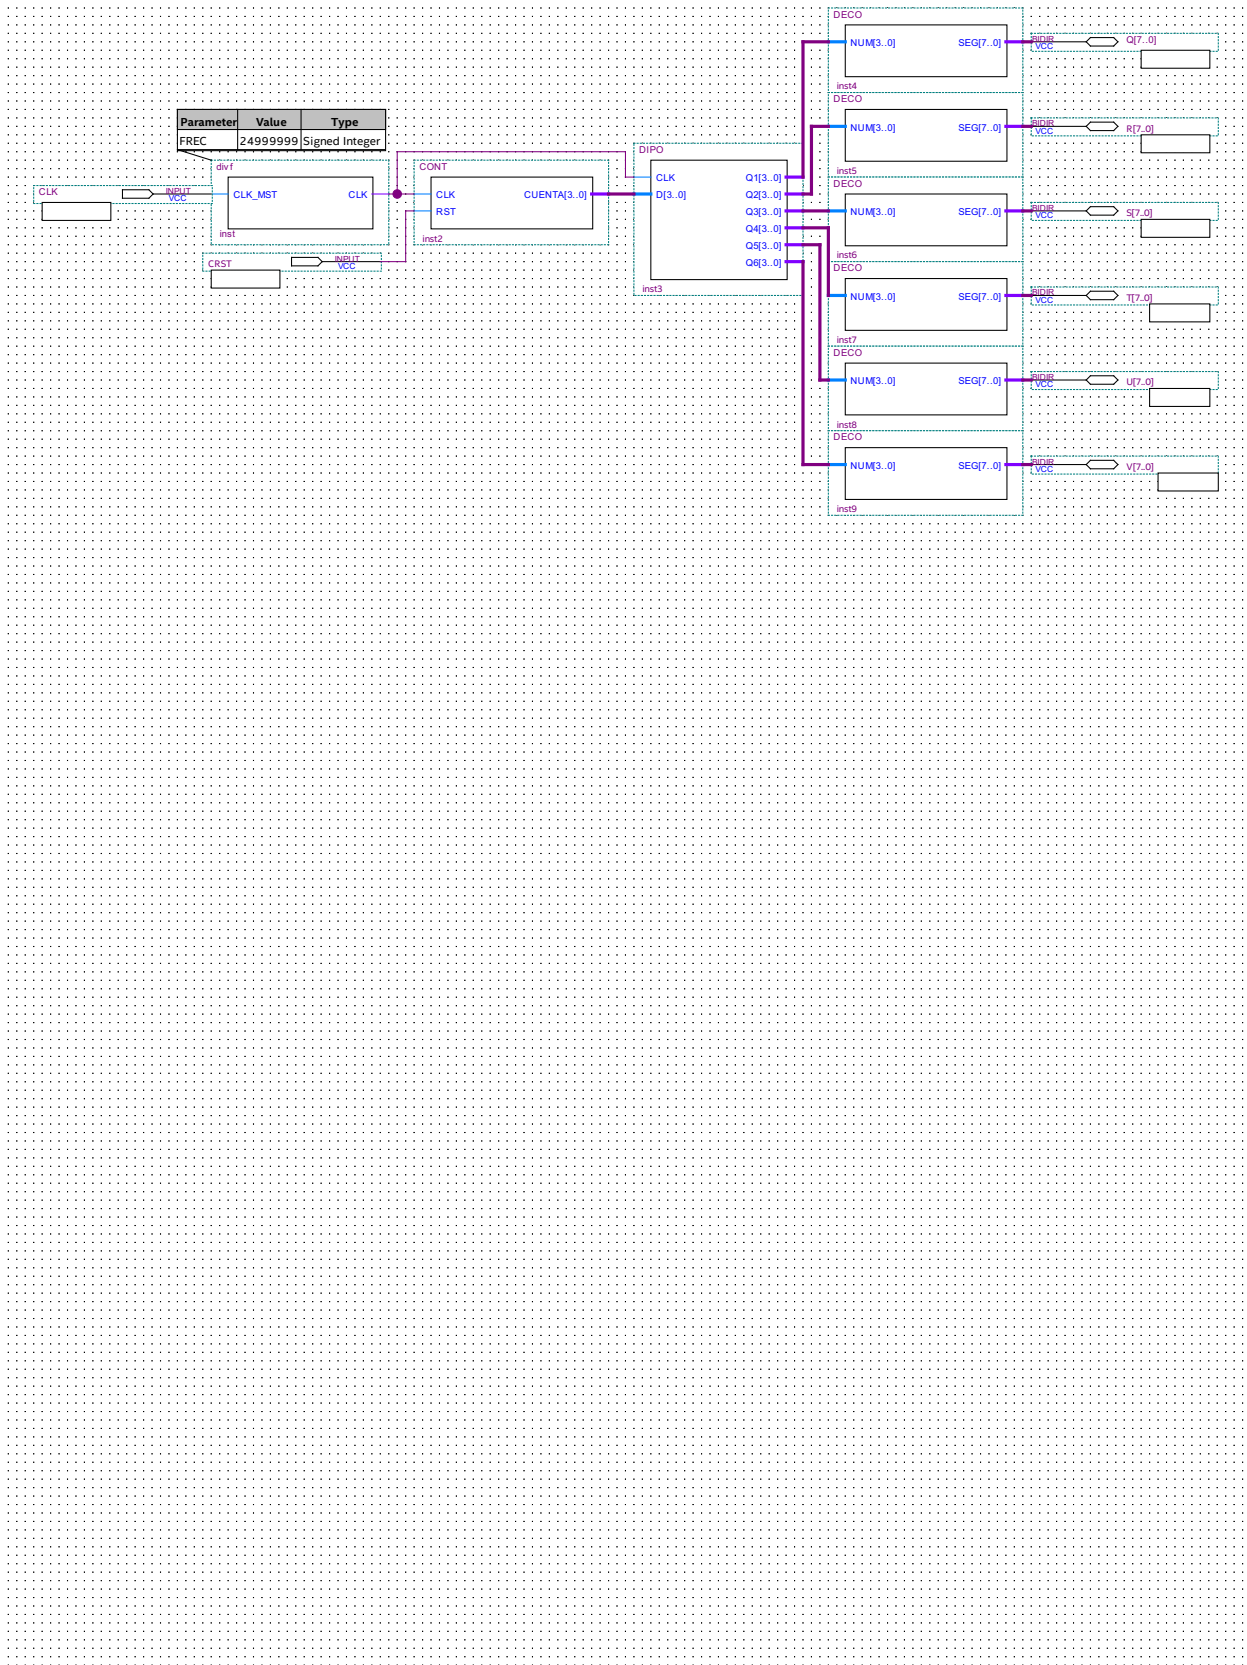 Parameter Value Type
FREC 24999999 Signed Integer
CLK INPUT VCC
divf
CLK_MST CLK
inst
CRST INPUT VCC
CONT
CLK CUENTA[3..0]
RST
inst2
DIPO
CLK Q1[3..0]
D[3..0] Q2[3..0]
Q3[3..0]
Q4[3..0]
Q5[3..0]
Q6[3..0]
inst3
DECO
NUM[3..0] SEG[7..0] BIDIR VCC Q[7..0]
inst4
DECO
NUM[3..0] SEG[7..0] BIDIR VCC R[7..0]
inst5
DECO
NUM[3..0] SEG[7..0] BIDIR VCC S[7..0]
inst6
DECO
NUM[3..0] SEG[7..0] BIDIR VCC T[7..0]
inst7
DECO
NUM[3..0] SEG[7..0] BIDIR VCC U[7..0]
inst8
DECO
NUM[3..0] SEG[7..0] BIDIR VCC V[7..0]
inst9